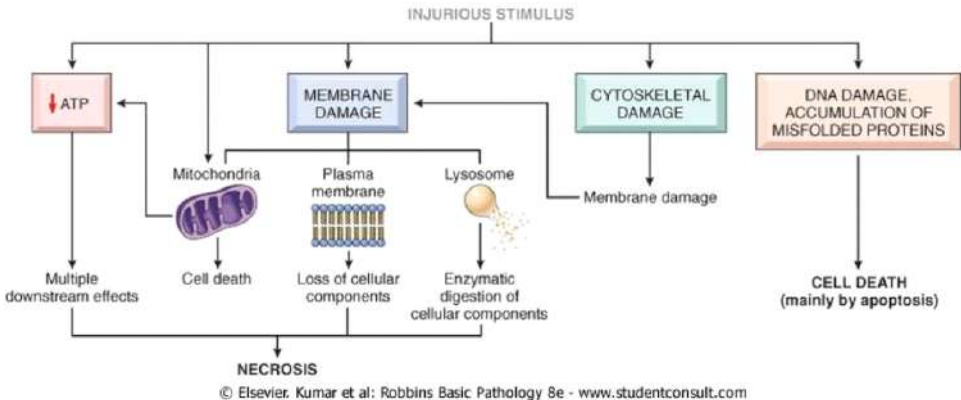 INJURIOUS STIMULUS
ATP
MEMBRANE
DAMAGE
CYTOSKELETAL
DAMAGE
DNA DAMAGE,
ACCUMULATION OF
MISFOLDED PROTEINS
Mitochondria
Plasma
membrane
Lysosome
Membrane damage
Multiple
downstream effects
Cell death
Loss of cellular
components
Enzymatic
digestion of
cellular components
CELL DEATH
(mainly by apoptosis)
NECROSIS
© Elsevier. Kumar et al: Robbins Basic Pathology 8e - www.studentconsult.com